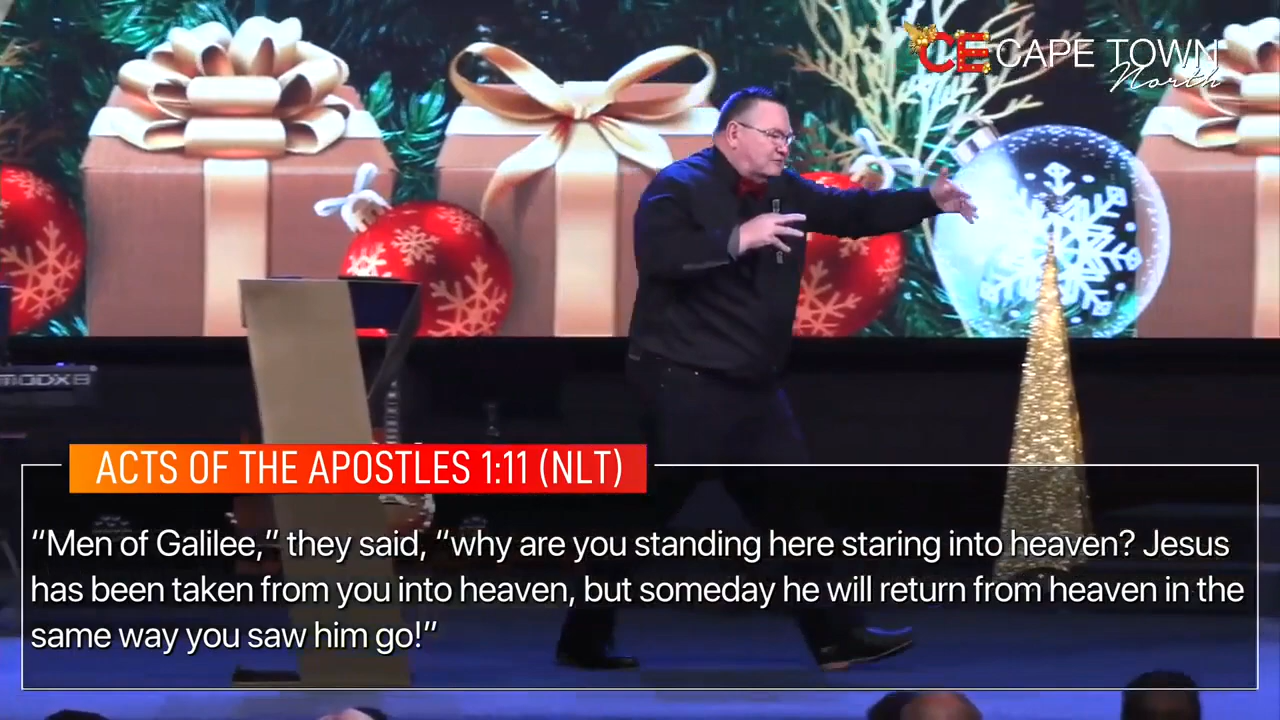 CE CAPE TOWN
North
MODX8
ACTS OF THE APOSTLES 1:11 (NLT)
“Men of Galilee,” they said, “why are you standing here staring into heaven? Jesus
has been taken from you into heaven, but someday he will return from heaven in the
same way you saw him go!”